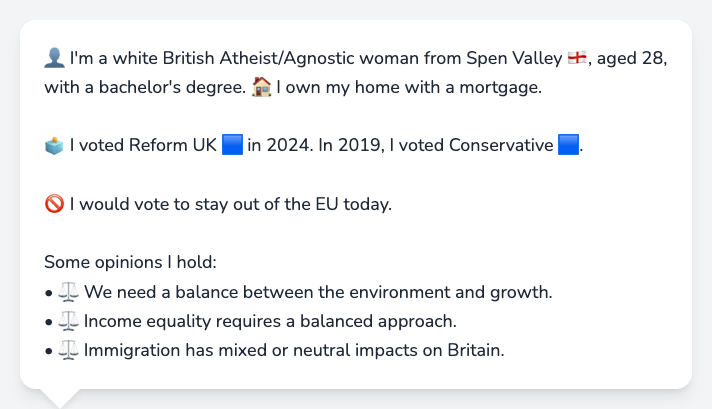 👤 I'm a white British Atheist/Agnostic woman from Spen Valley 🏴󠁧󠁢󠁥󠁮󠁧󠁿, aged 28,
with a bachelor's degree. 🏠 I own my home with a mortgage.
🗳️ I voted Reform UK 🟦 in 2024. In 2019, I voted Conservative 🟦.
🚫 I would vote to stay out of the EU today.
Some opinions I hold:
• ⚖️ We need a balance between the environment and growth.
• ⚖️ Income equality requires a balanced approach.
• ⚖️ Immigration has mixed or neutral impacts on Britain.